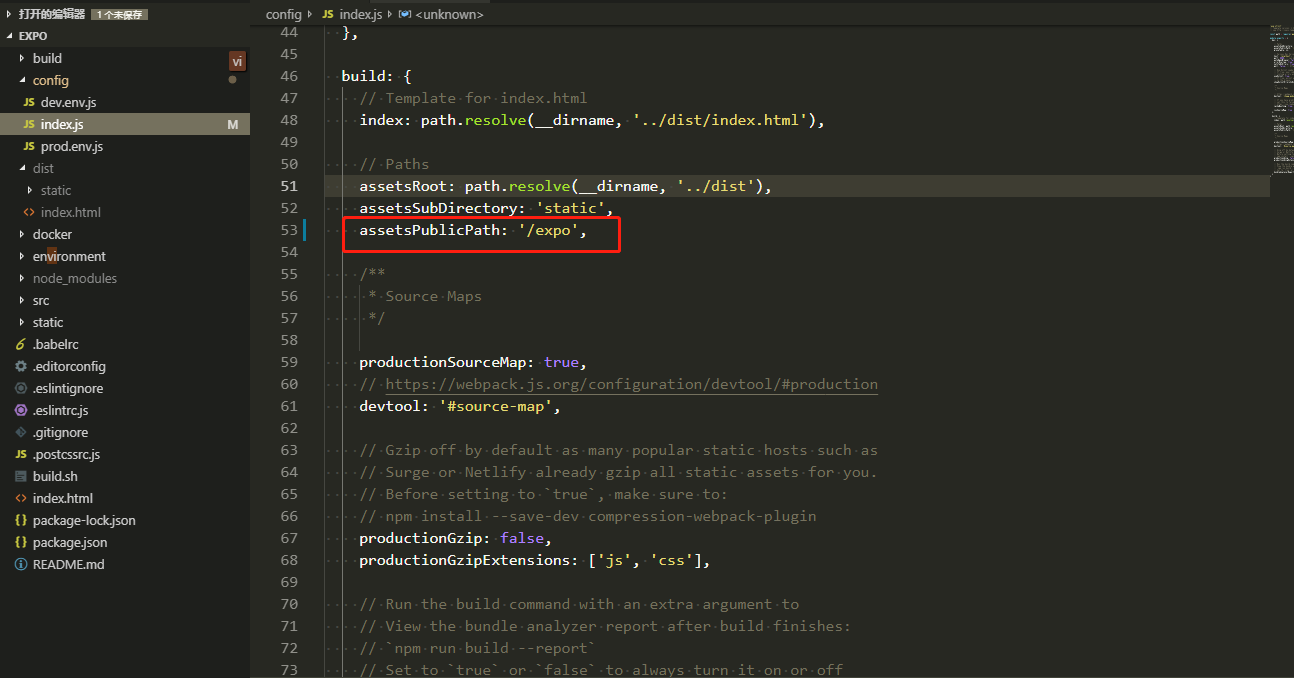 打开的编辑器 1 个未保存
EXPO
build
vi
config
JS dev.env.js
JS index.js M
JS prod.env.js
dist
static
<> index.html
docker
environment
node_modules
src
static
.babelrc
.editorconfig
.eslintignore
.eslintrc.js
.gitignore
JS .postcssrc.js
build.sh
<> index.html
{} package-lock.json
{} package.json
README.md
config JS index.js <unknown>
44 },
45
46 build: {
47 // Template for index.html
48 index: path.resolve(__dirname, '../dist/index.html'),
49
50 // Paths
51 assetsRoot: path.resolve(__dirname, '../dist'),
52 assetsSubDirectory: 'static',
53 assetsPublicPath: '/expo',
54
55 /**
56 * Source Maps
57 */
58
59 productionSourceMap: true,
60 // https://webpack.js.org/configuration/devtool/#production
61 devtool: '#source-map',
62
63 // Gzip off by default as many popular static hosts such as
64 // Surge or Netlify already gzip all static assets for you.
65 // Before setting to `true`, make sure to:
66 // npm install --save-dev compression-webpack-plugin
67 productionGzip: false,
68 productionGzipExtensions: ['js', 'css'],
69
70 // Run the build command with an extra argument to
71 // View the bundle analyzer report after build finishes:
72 // `npm run build --report`
73 // Set to `true` or `false` to always turn it on or off